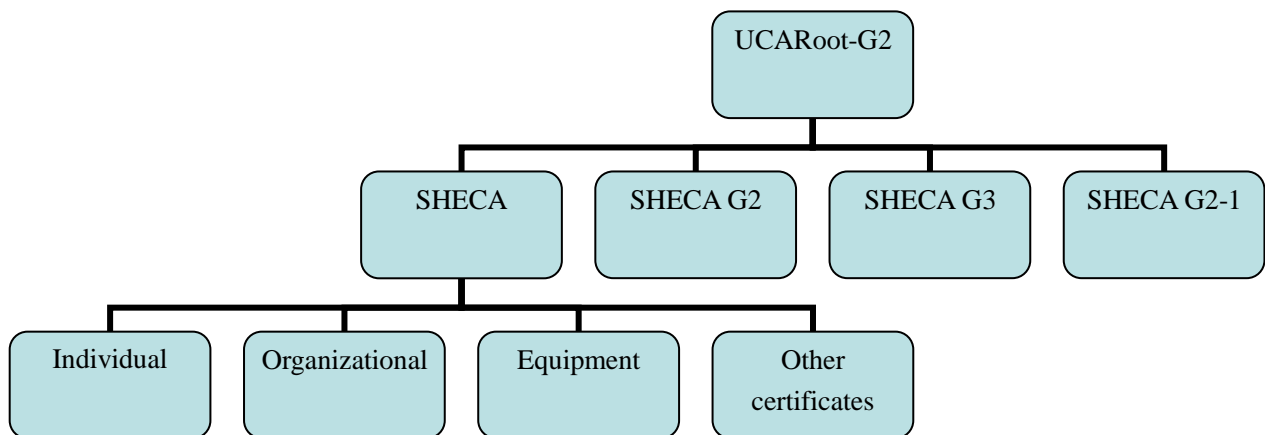 UCARoot-G2
SHECA
SHECA G2
SHECA G3
SHECA G2-1
Individual
Organizational
Equipment
Other
certificates